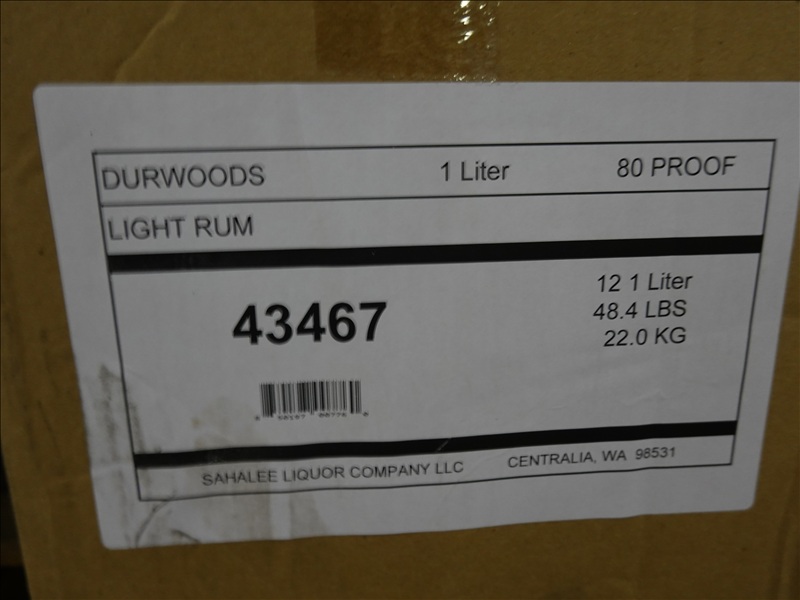 DURWOODS 1 Liter 80 PROOF
LIGHT RUM
43467
12 1 Liter
48.4 LBS
22.0 KG
SAHALEE LIQUOR COMPANY LLC CENTRALIA, WA 98531